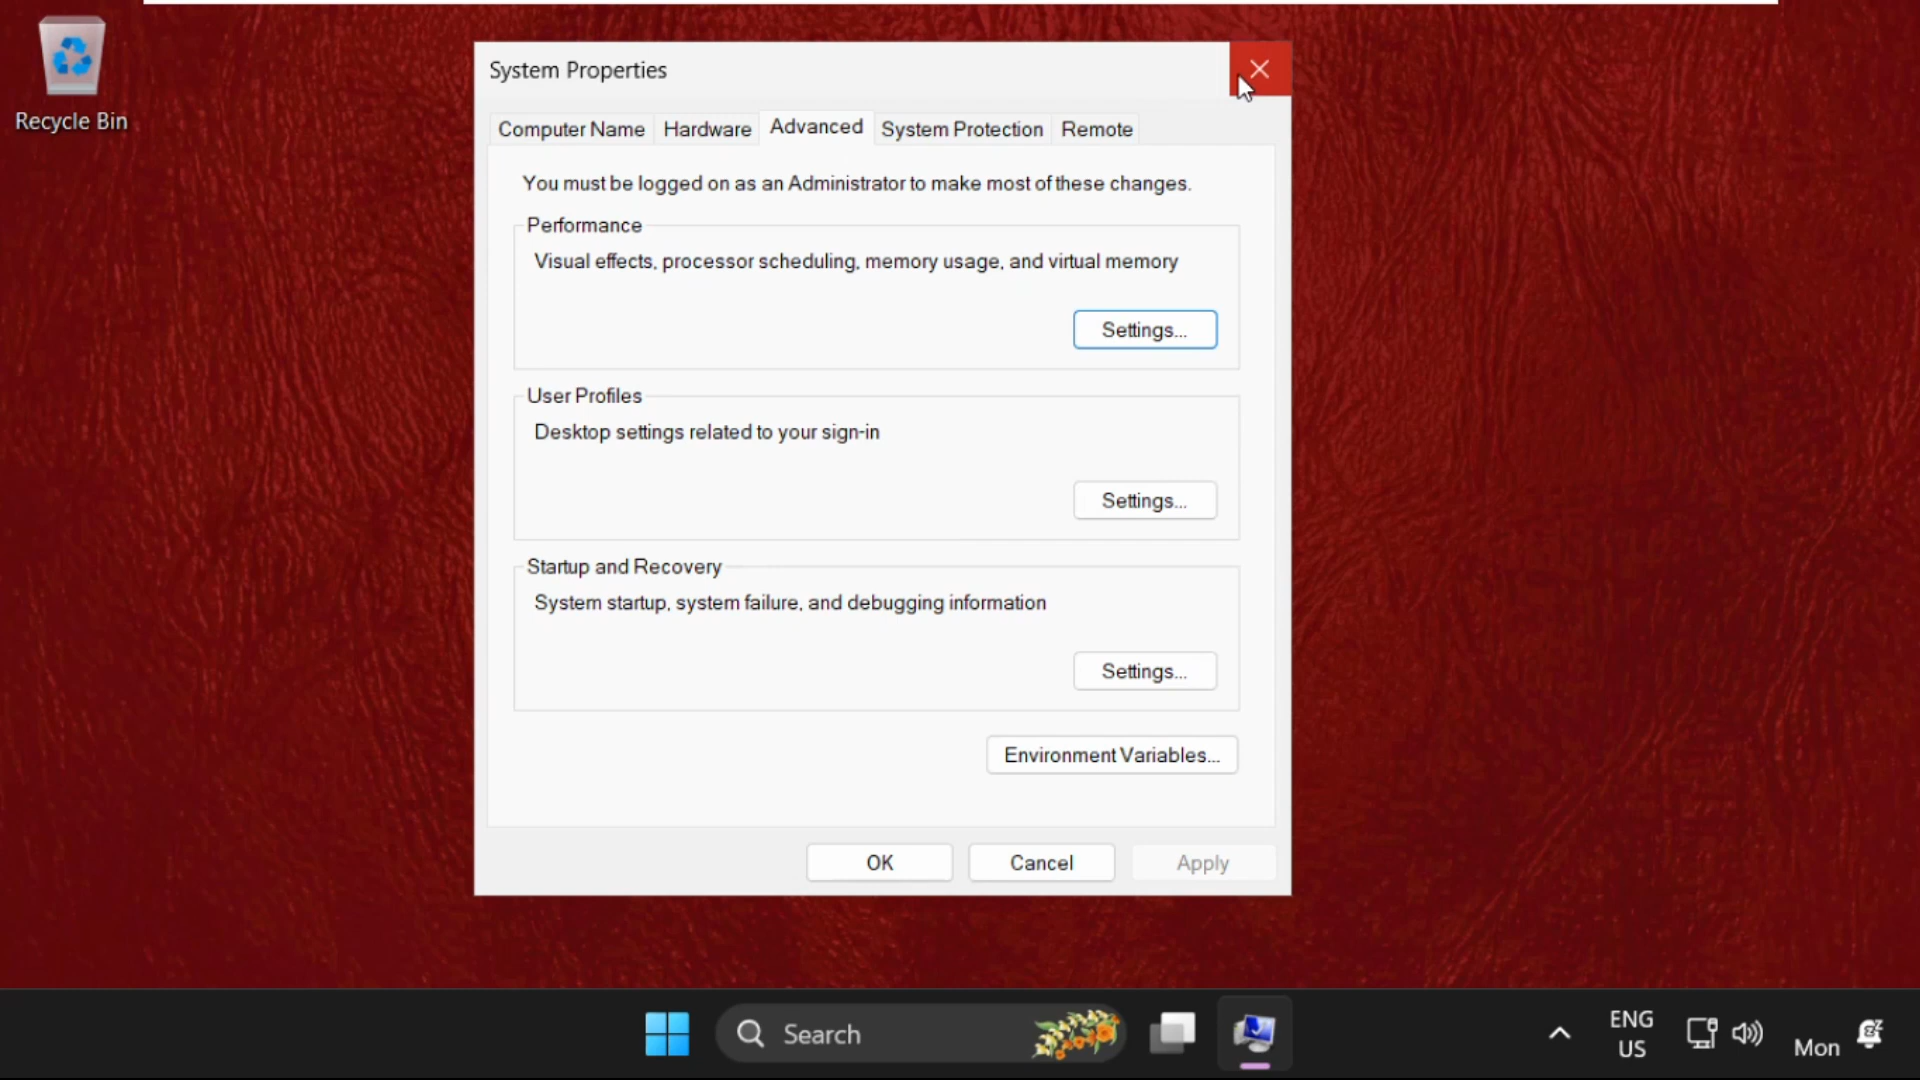 Recycle Bin
System Properties
Computer Name
Hardware
Advanced
System Protection
Remote
You must be logged on as an Administrator to make most of these changes.
Performance
Visual effects, processor scheduling, memory usage, and virtual memory
Settings...
User Profiles
Desktop settings related to your sign-in
Settings...
Startup and Recovery
System startup, system failure, and debugging information
Settings...
Environment Variables...
OK
Cancel
Apply
Search
ENG
US
Mon